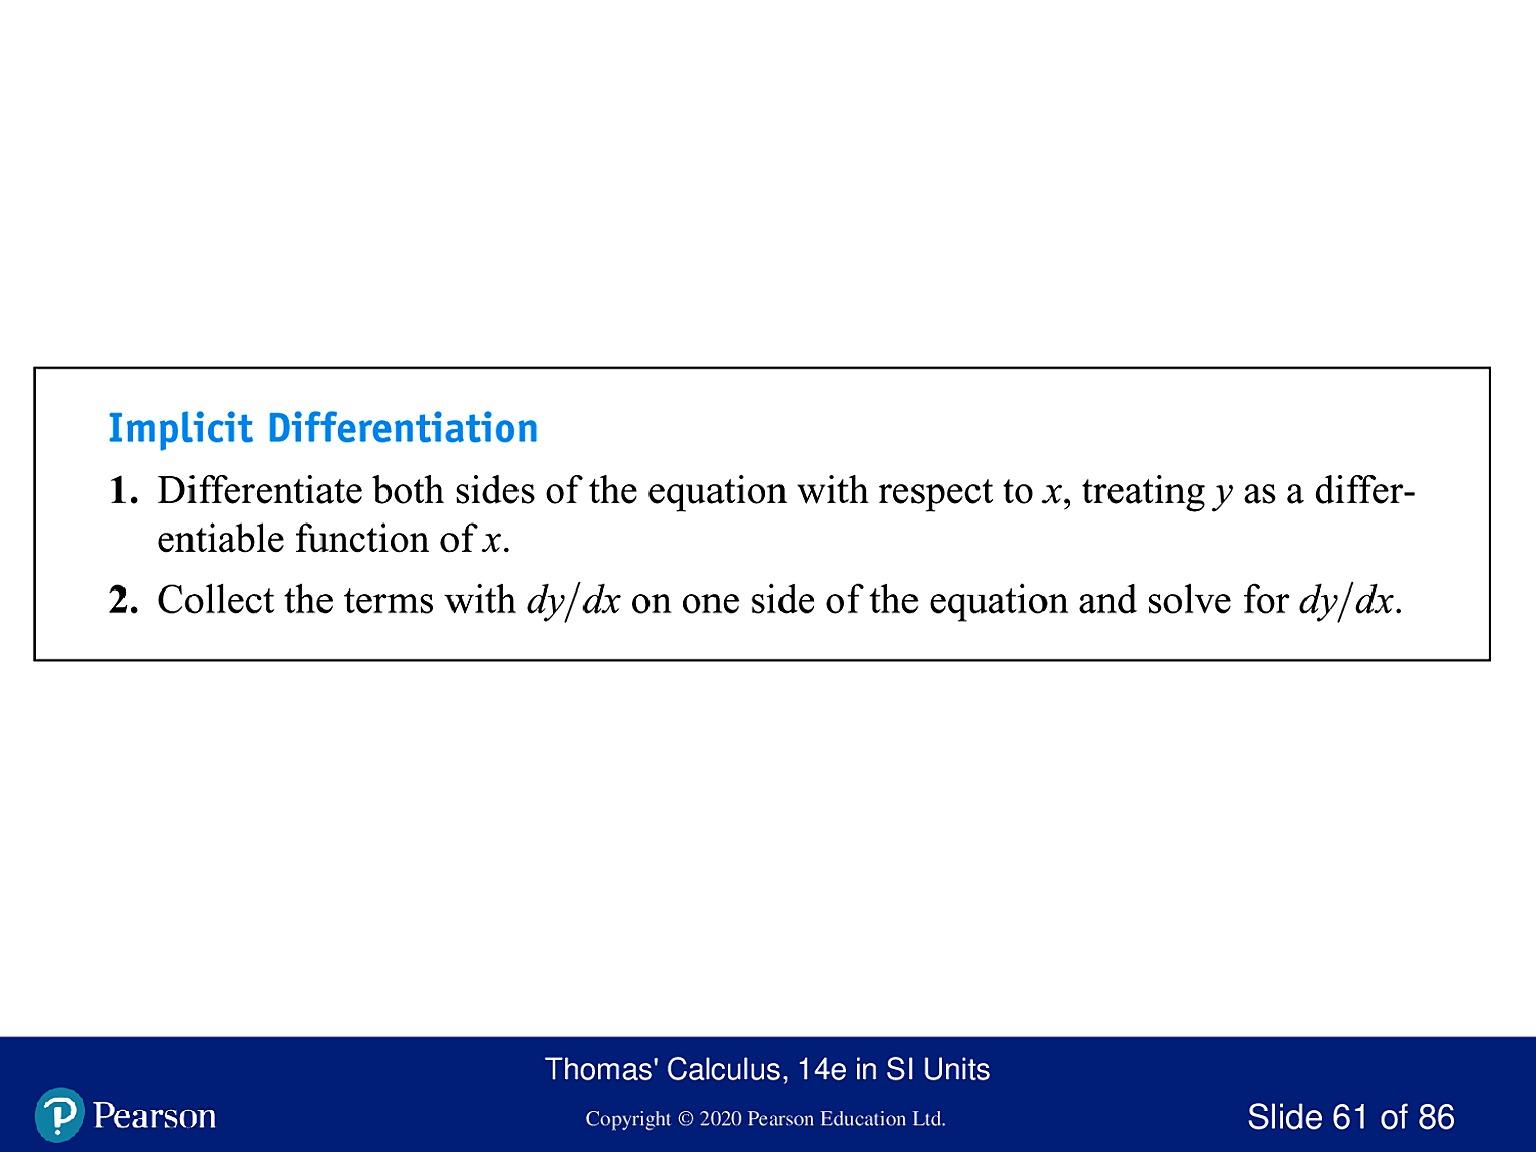 Implicit Differentiation
1. Differentiate both sides of the equation with respect to x, treating y as a differ-
entiable function of x.
2. Collect the terms with dy/dx on one side of the equation and solve for dy/dx.
Thomas' Calculus, 14e in SI Units
Pearson
Copyright © 2020 Pearson Education Ltd.
Slide 61 of 86